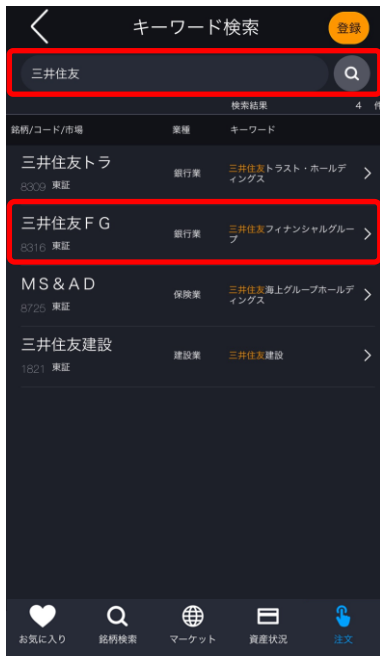 キーワード検索
登録
三井住友
検索結果 4 件
銘柄/コード/市場 業種 キーワード
三井住友トラ
8309 東証
銀行業
三井住友トラスト・ホールデ
ィングス
三井住友ＦＧ
8316 東証
銀行業
三井住友フィナンシャルグルー
プ
ＭＳ＆ＡＤ
8725 東証
保険業
三井住友海上グループホールデ
ィングス
三井住友建設
1821 東証
建設業
三井住友建設
お気に入り 銘柄検索 マーケット 資産状況 注文